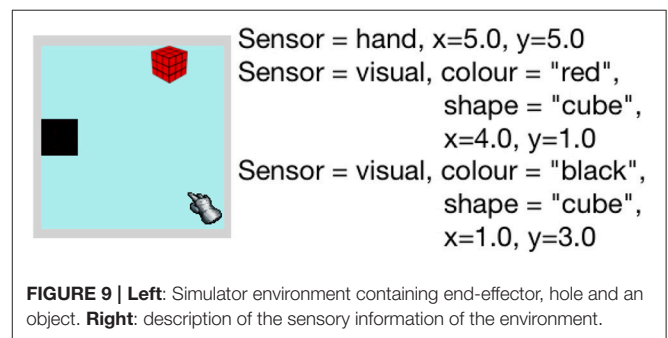 Sensor = hand, x=5.0, y=5.0
Sensor = visual, colour = "red",
shape = "cube",
x=4.0, y=1.0
Sensor = visual, colour = "black",
shape = "cube",
x=1.0, y=3.0
FIGURE 9 | Left: Simulator environment containing end-effector, hole and an
object. Right: description of the sensory information of the environment.